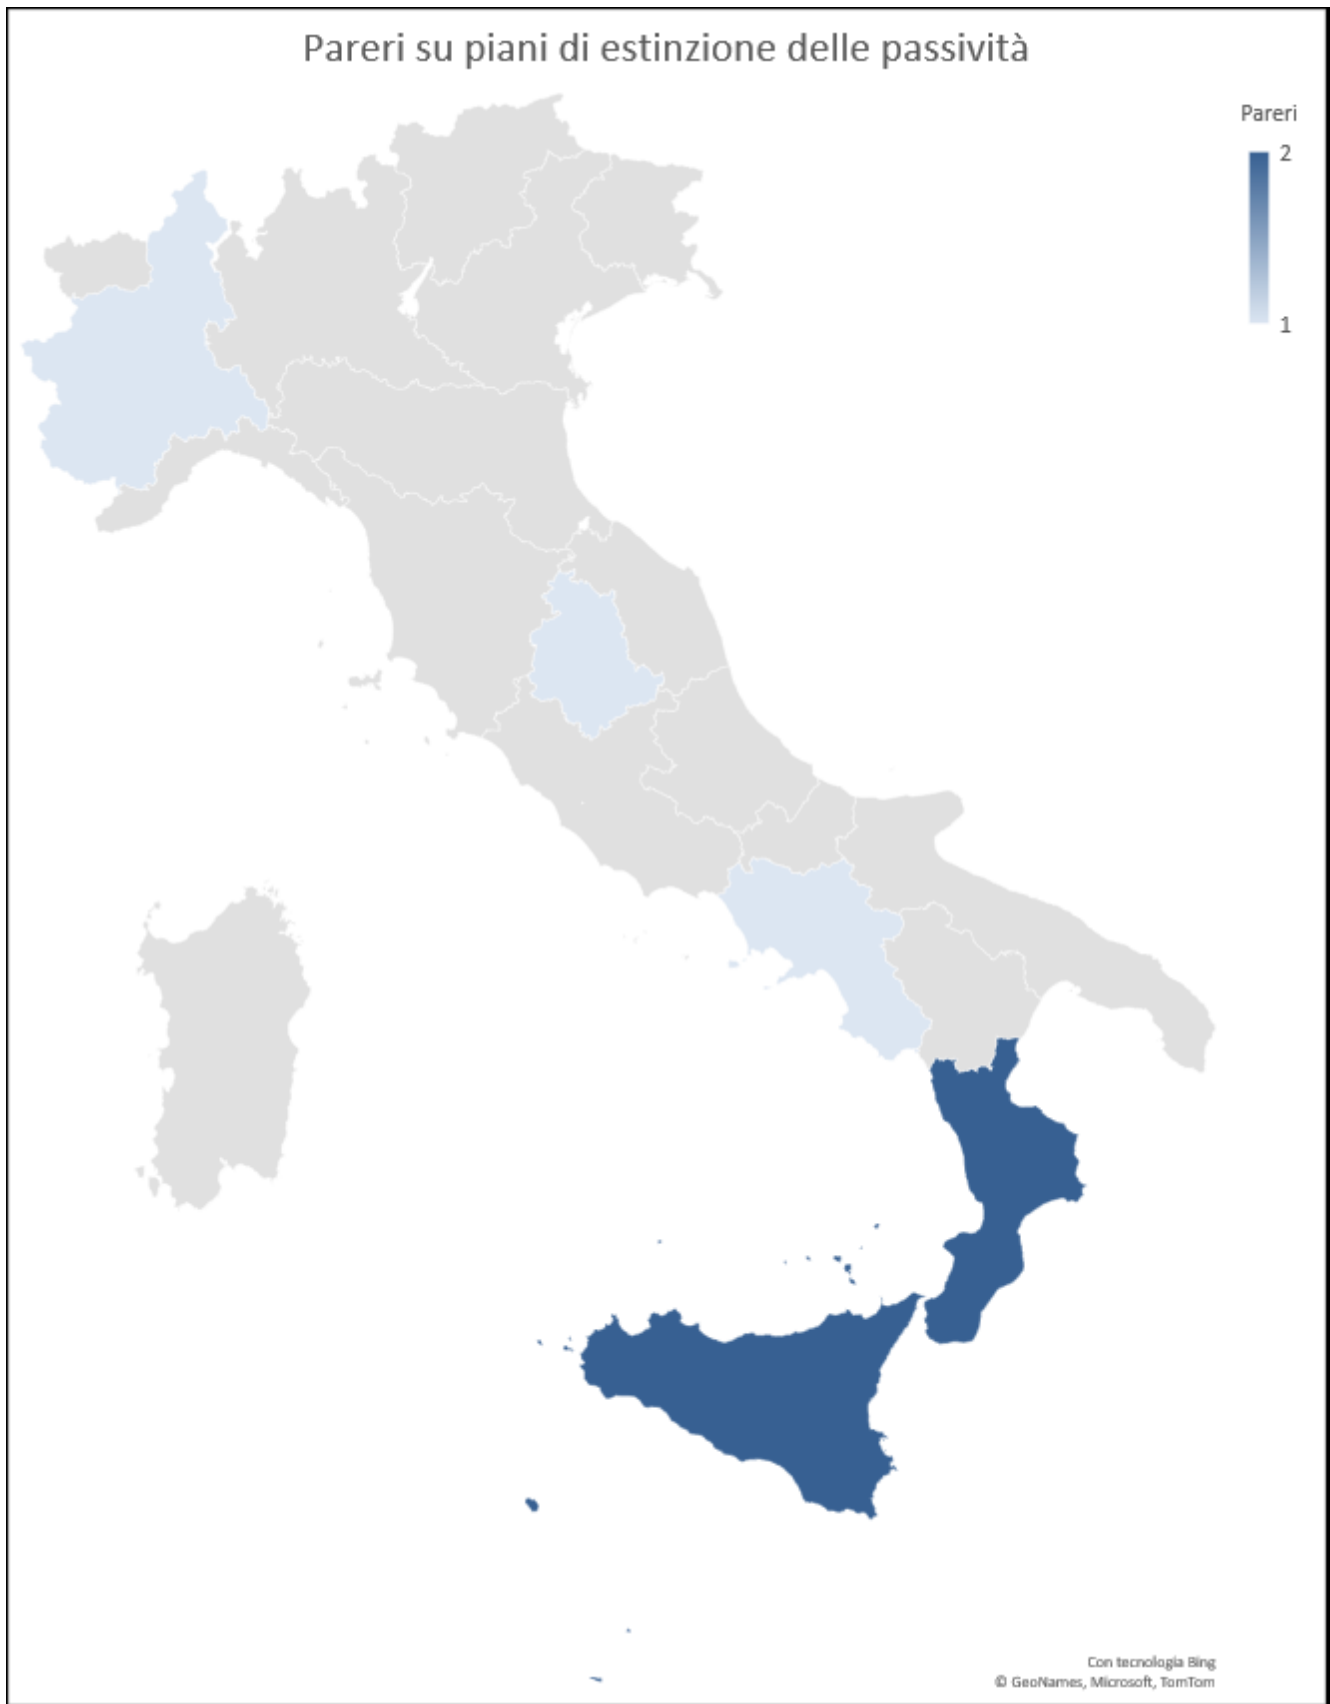 Pareri su piani di estinzione delle passività
Pareri
2
1
Con tecnologia Bing
© GeoNames, Microsoft, TomTom